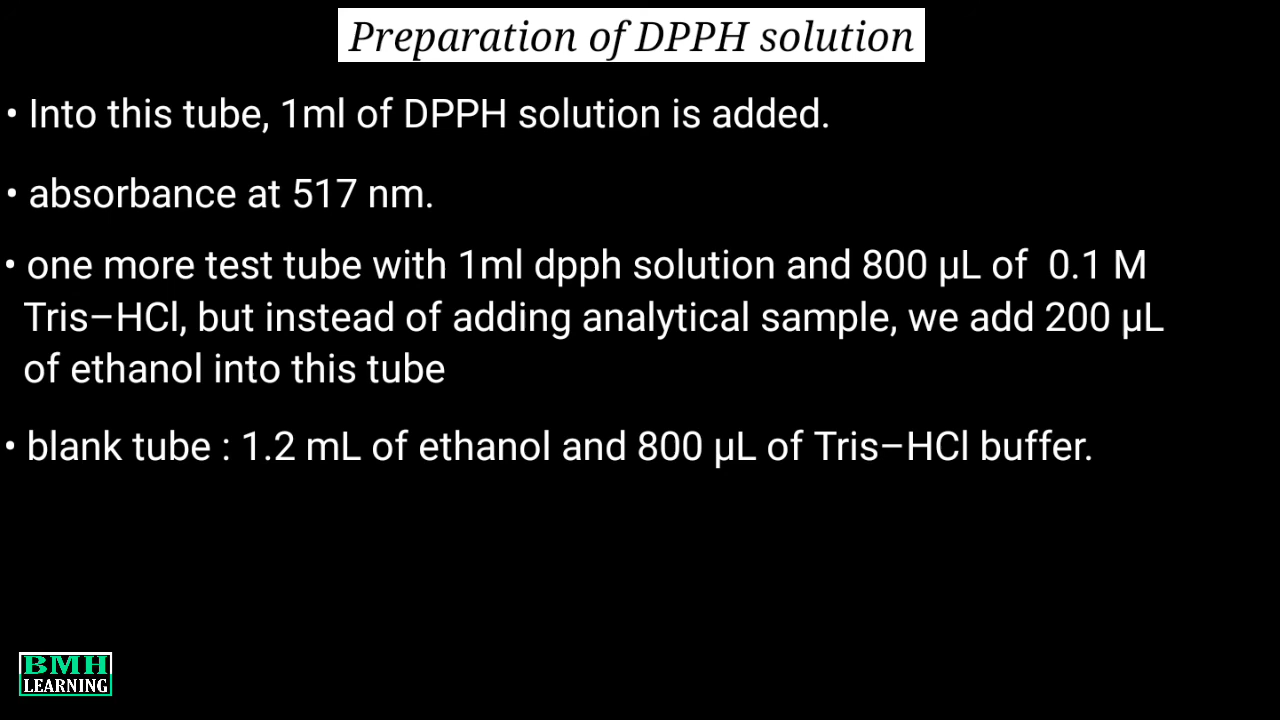 Preparation of DPPH solution
• Into this tube, 1ml of DPPH solution is added.
• absorbance at 517 nm.
• one more test tube with 1ml dpph solution and 800 µL of 0.1 M
Tris–HCl, but instead of adding analytical sample, we add 200 µL
of ethanol into this tube
• blank tube : 1.2 mL of ethanol and 800 µL of Tris–HCl buffer.
BMH
LEARNING